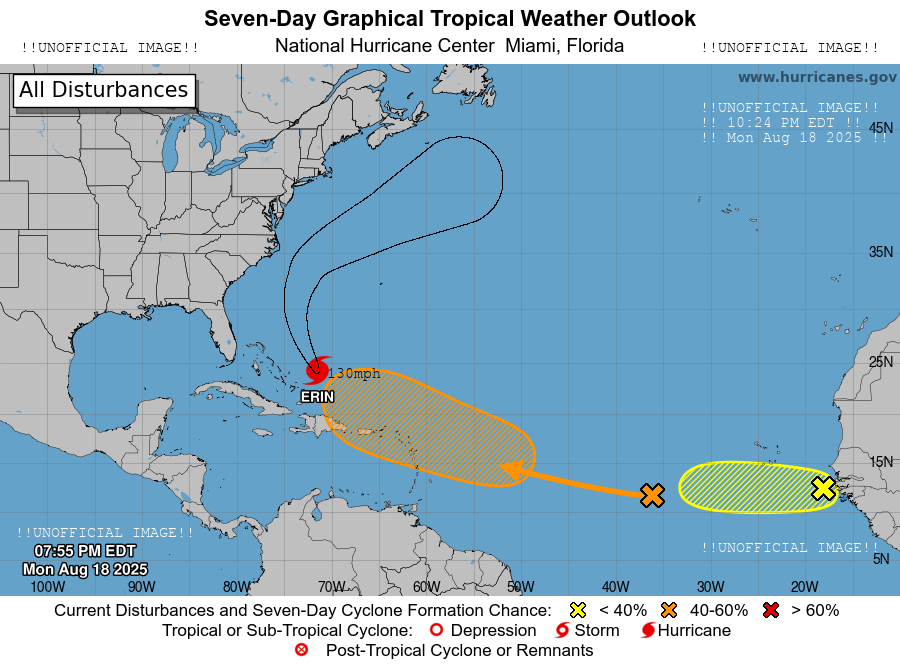 Seven-Day Graphical Tropical Weather Outlook
!!UNOFFICIAL IMAGE!! National Hurricane Center Miami, Florida !!UNOFFICIAL IMAGE!!
All Disturbances
www.hurricanes.gov
!!UNOFFICIAL IMAGE!!
!! 10:24 PM EDT !!
!! Mon Aug 18 2025 !!
45N
35N
25N
130mph
ERIN
15N
!!UNOFFICIAL IMAGE!!
07:55 PM EDT
Mon Aug 18 2025
!!UNOFFICIAL IMAGE!!
5N
100W 90W 80W 70W 60W 50W 40W 30W 20W
Current Disturbances and Seven-Day Cyclone Formation Chance: < 40% 40-60% > 60%
Tropical or Sub-Tropical Cyclone: Depression Storm Hurricane
Post-Tropical Cyclone or Remnants